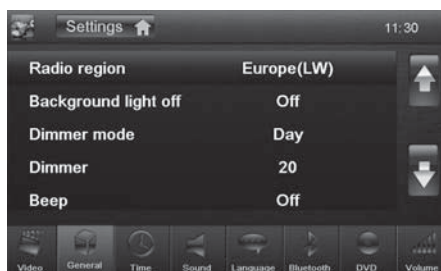 Settings 11:30
Radio region Europe(LW)
Background light off Off
Dimmer mode Day
Dimmer 20
Beep Off
Video General Time Sound Language Bluetooth DVD Volume